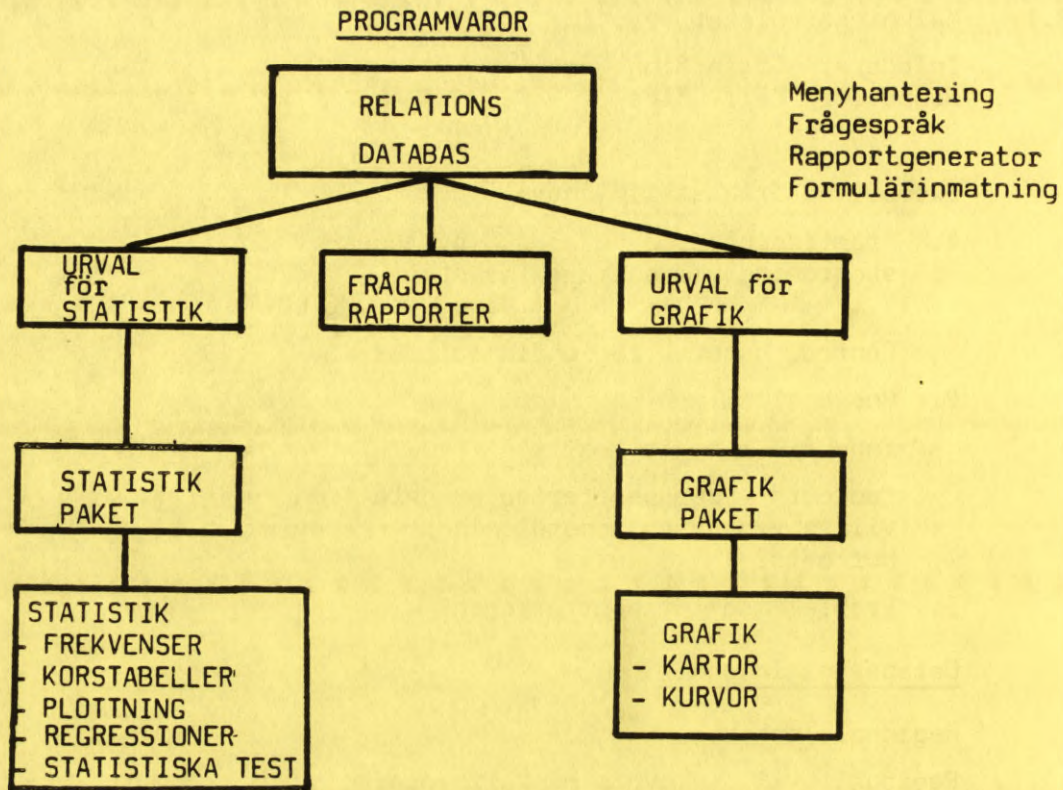 PROGRAMVAROR
RELATIONS
DATABAS
Menyhantering
Frågespråk
Rapportgenerator
Formulärinmatning
URVAL
för
STATISTIK
FRÅGOR
RAPPORTER
URVAL för
GRAFIK
STATISTIK
PAKET
GRAFIK
PAKET
STATISTIK
- FREKVENSER
- KORSTABELLER
- PLOTTNING
- REGRESSIONER
- STATISTISKA TEST
GRAFIK
- KARTOR
- KURVOR